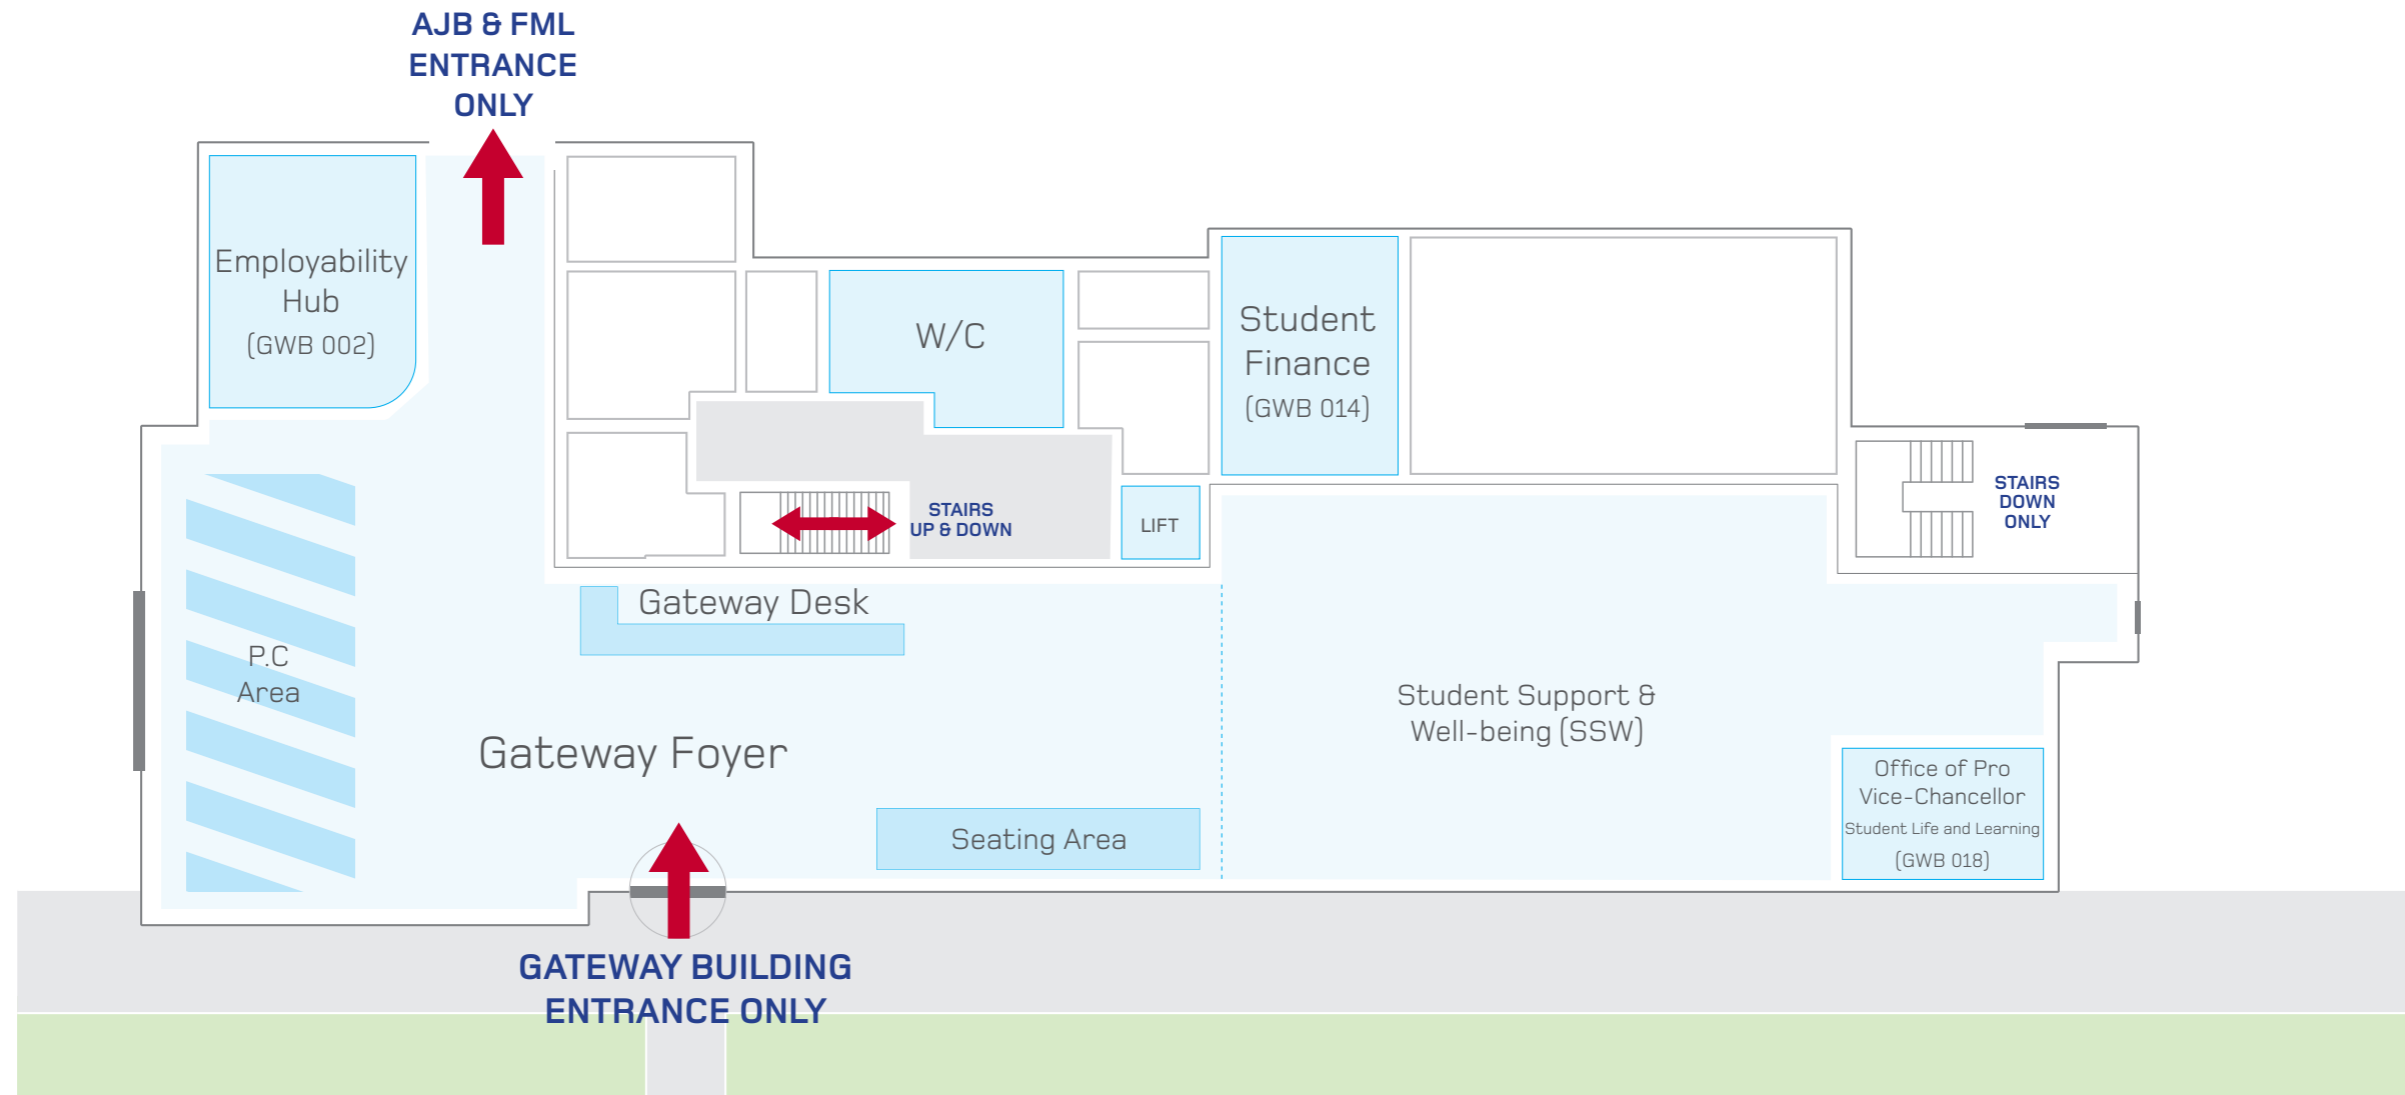 AJB & FML
ENTRANCE
ONLY
Employability
Hub
(GWB 002)
W/C
Student
Finance
(GWB 014)
STAIRS
UP & DOWN
LIFT
STAIRS
DOWN
ONLY
Gateway Desk
P.C
Area
Gateway Foyer
Student Support &
Well-being (SSW)
Seating Area
Office of Pro
Vice-Chancellor
Student Life and Learning
(GWB 018)
GATEWAY BUILDING
ENTRANCE ONLY